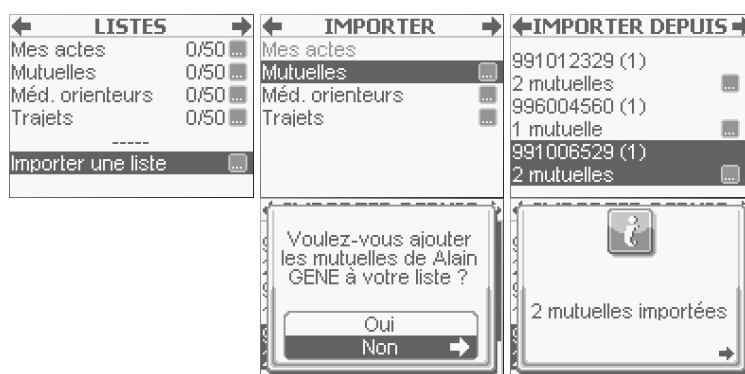 LISTES
Mes actes 0/50 ...
Mutuelles 0/50 ...
Méd. orienteurs 0/50 ...
Trajets 0/50 ...
-----
Importer une liste ...
IMPORTER
Mes actes
Mutuelles ...
Méd. orienteurs ...
Trajets ...
IMPORTER DEPUIS
991012329 (1)
2 mutuelles ...
996004560 (1)
1 mutuelle ...
991006529 (1)
2 mutuelles ...
Voulez-vous ajouter
les mutuelles de Alain
GENE à votre liste ?
Oui
Non
2 mutuelles importées